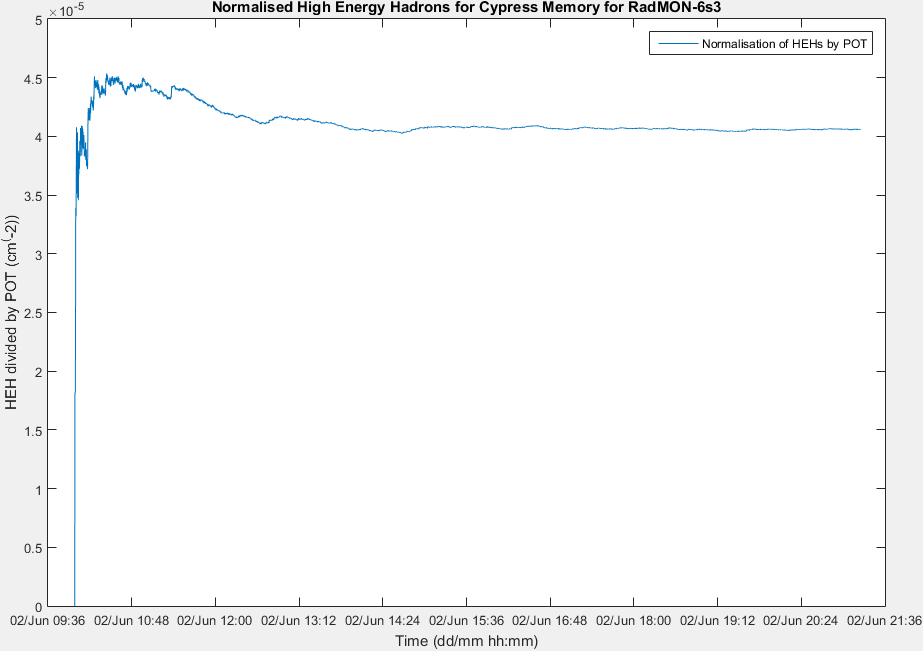 Normalised High Energy Hadrons for Cypress Memory for RadMON-6s3
×10-5
Normalisation of HEHs by POT
5
4.5
4
3.5
3
2.5
2
1.5
1
0.5
0
HEH divided by POT (cm(-2))
02/Jun 09:36 02/Jun 10:48 02/Jun 12:00 02/Jun 13:12 02/Jun 14:24 02/Jun 15:36 02/Jun 16:48 02/Jun 18:00 02/Jun 19:12 02/Jun 20:24 02/Jun 21:36
Time (dd/mm hh:mm)